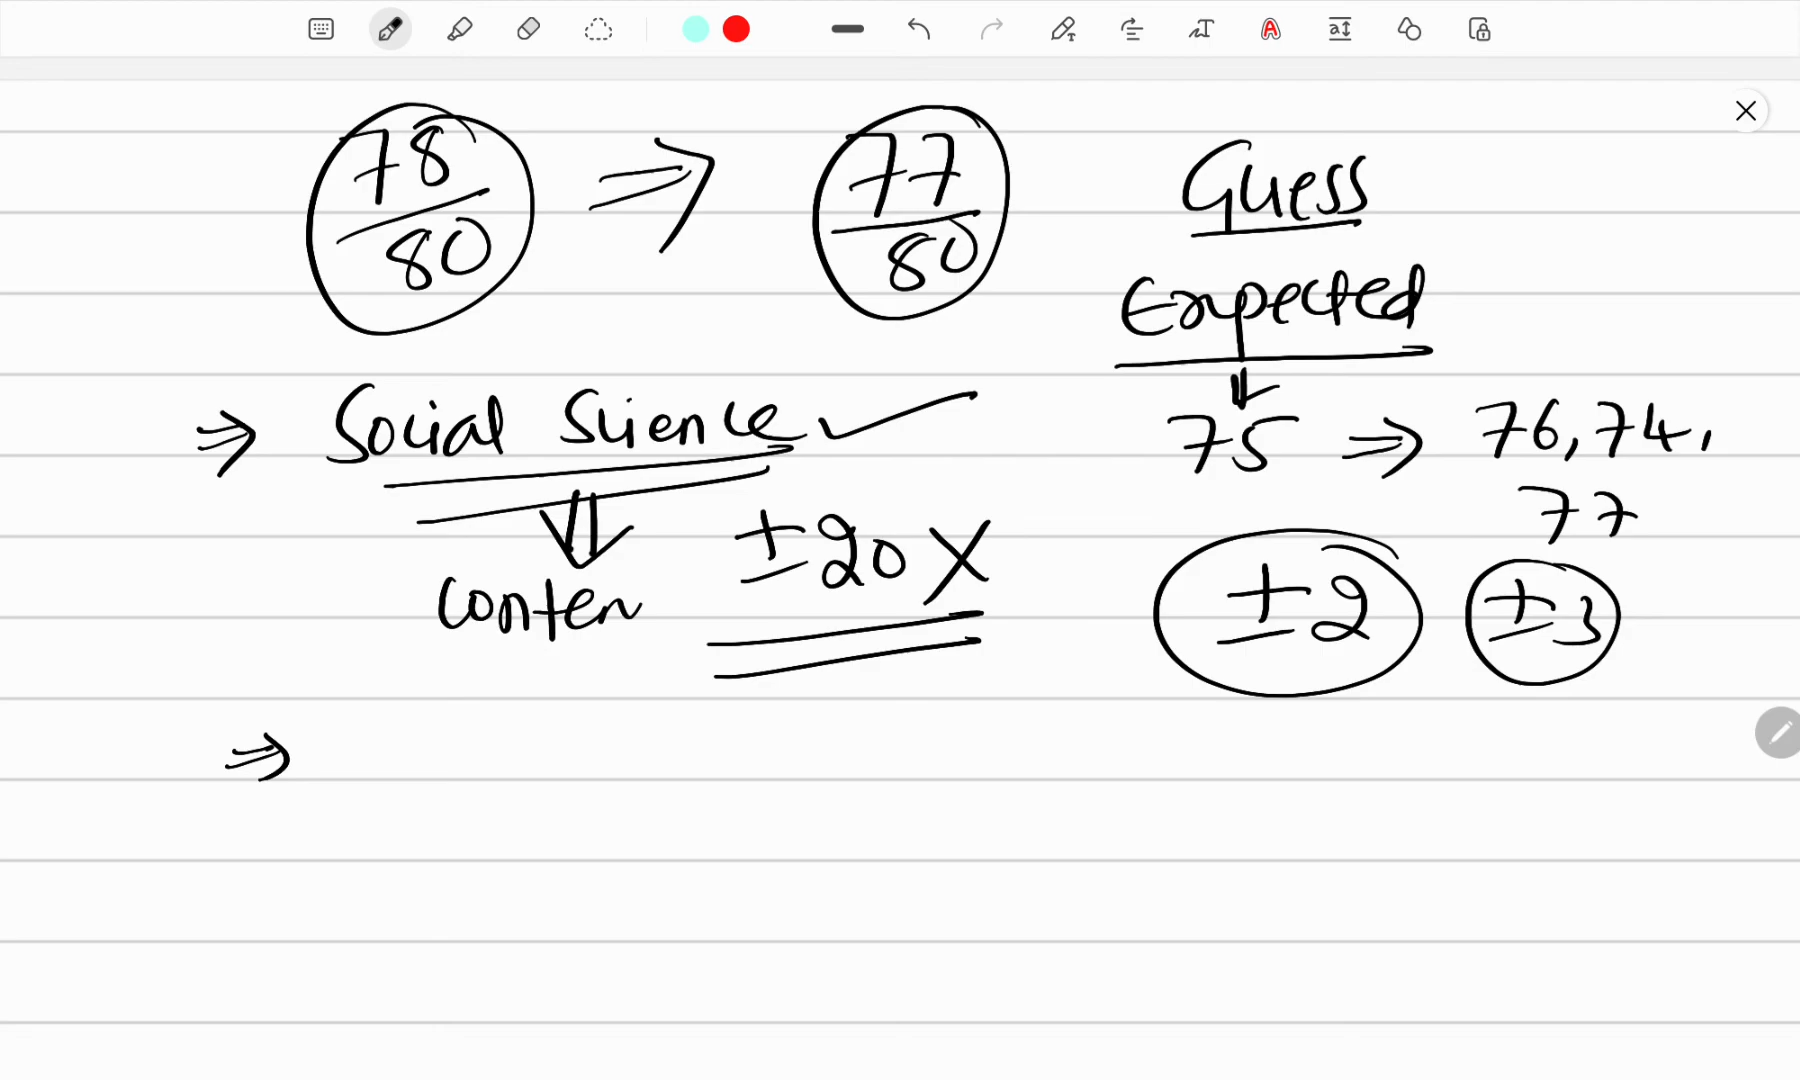 78/80 ⇒ 77/80
Guess
Expected
⇒ Social Science ✓
75 ⇒ 76, 74,
77
±20 X
±2 ±3
Conten
⇒